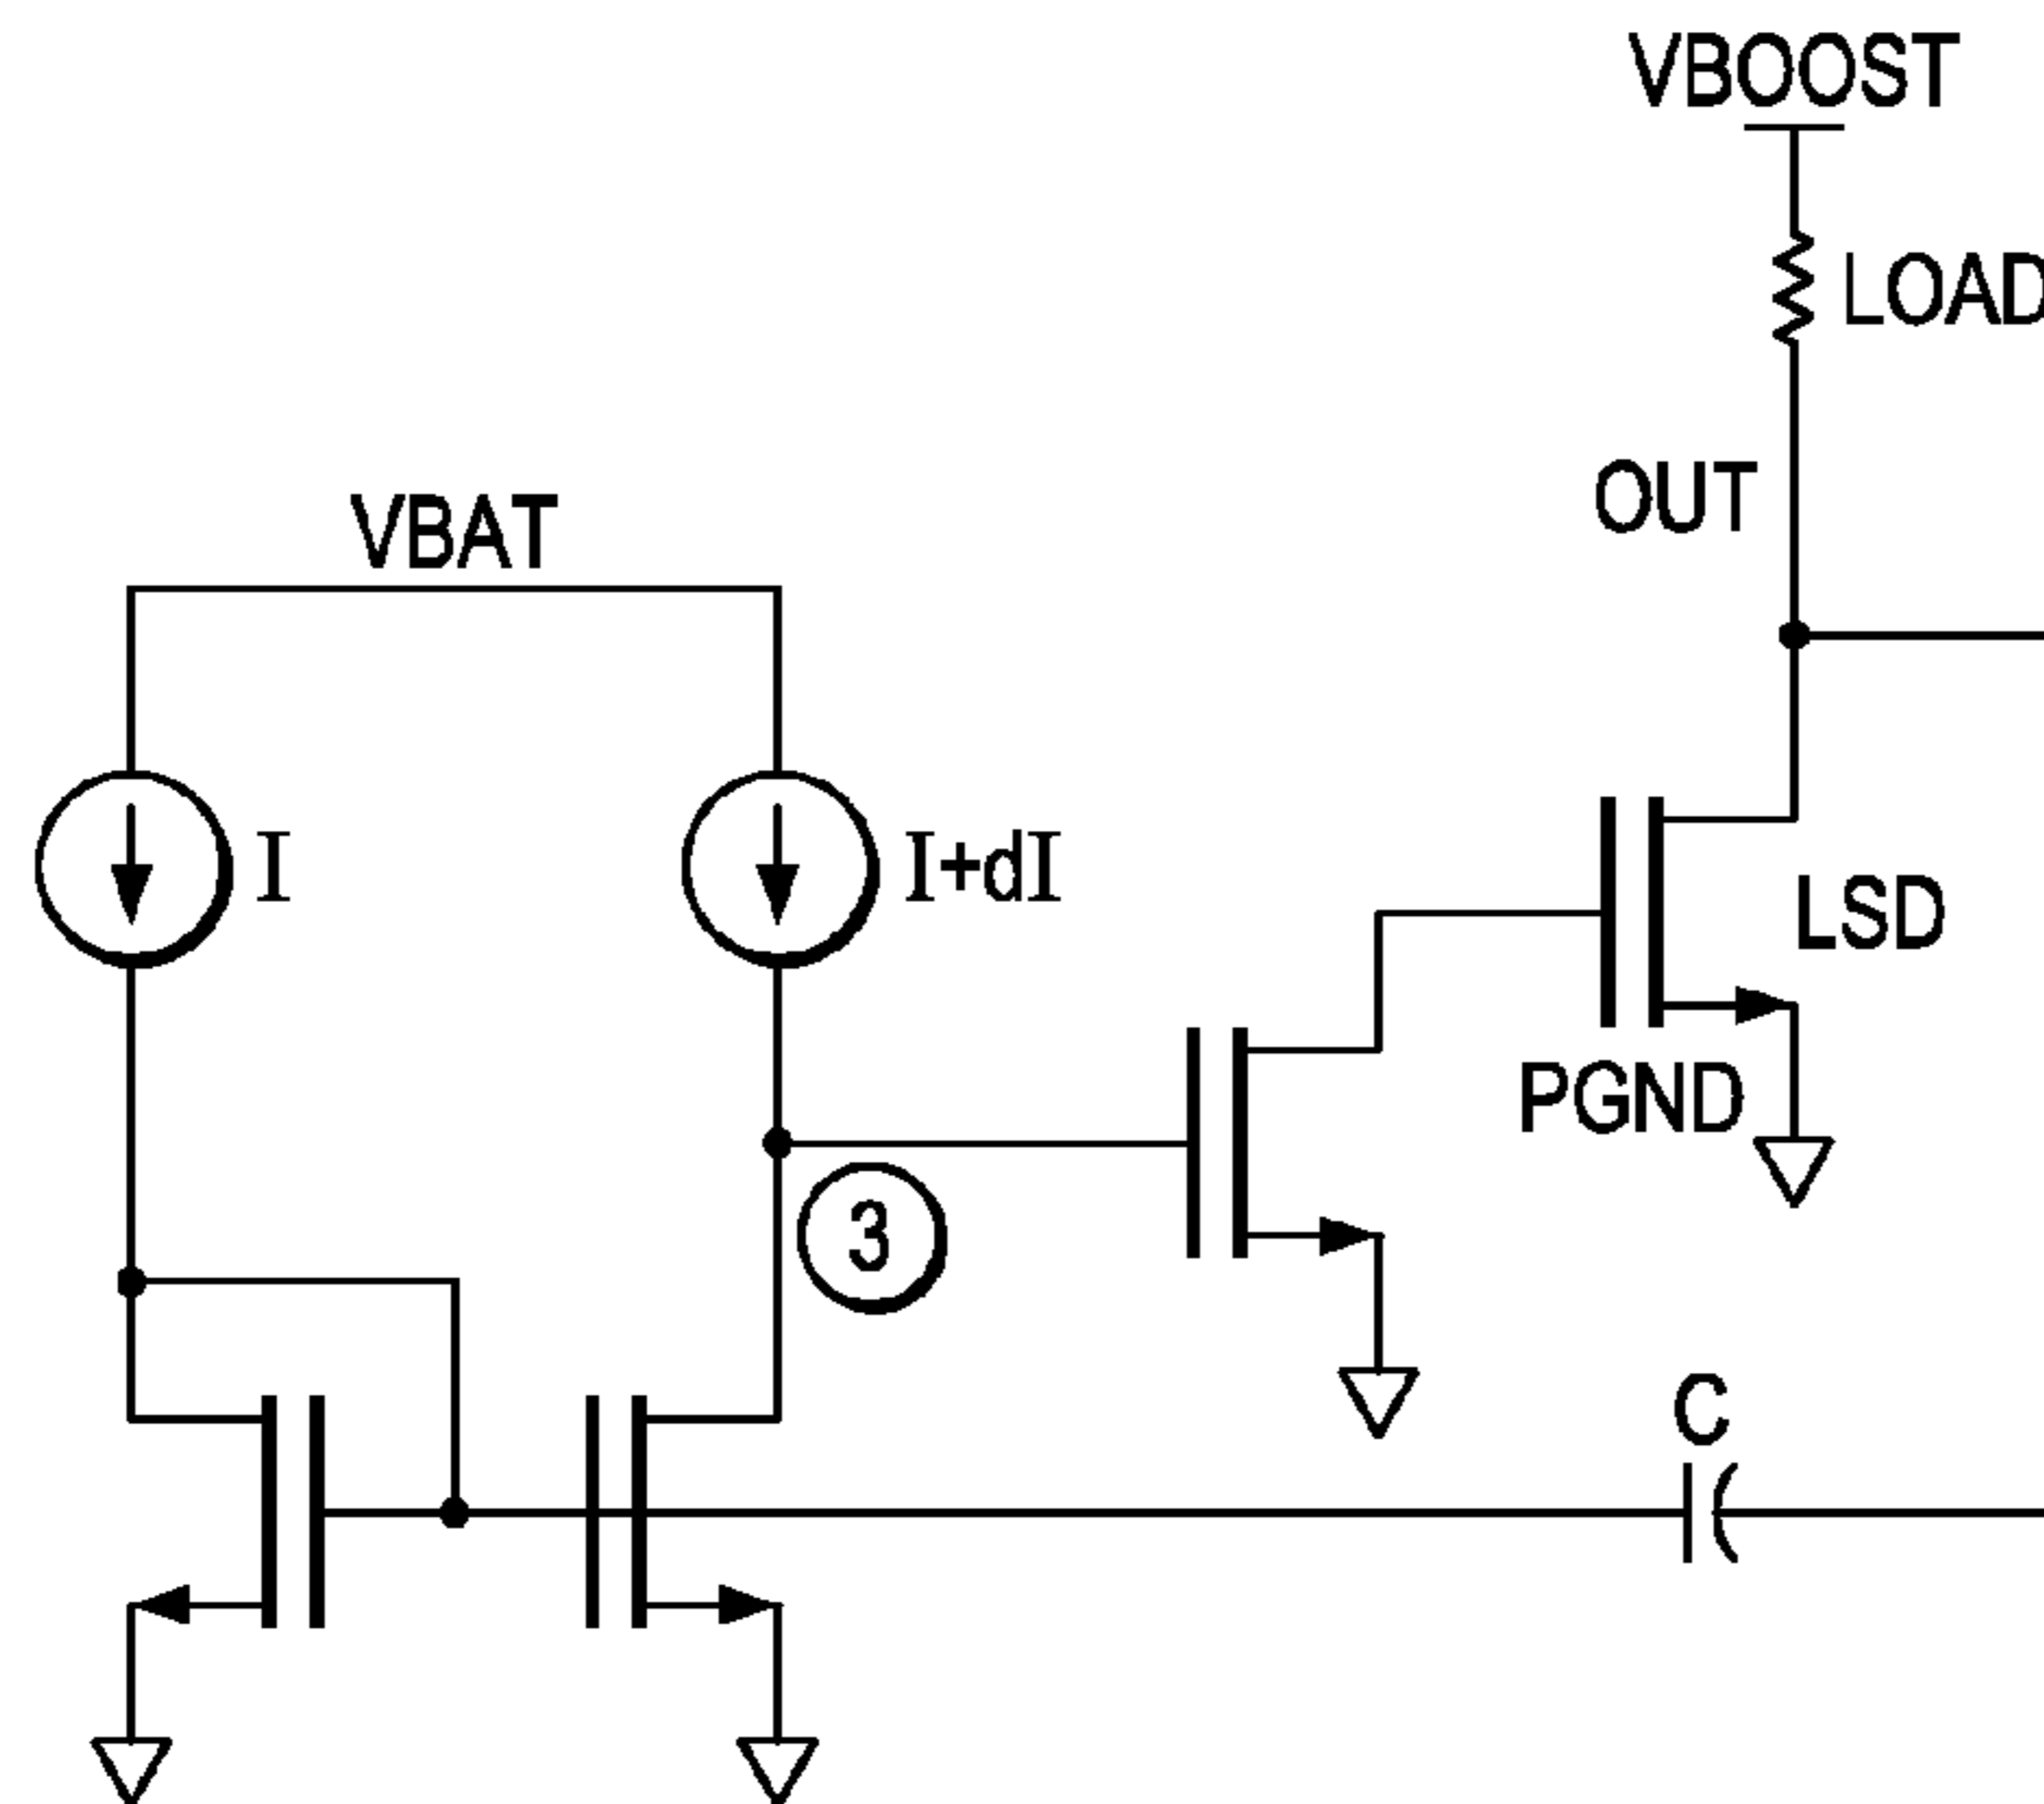 VBOOST
LOAD
OUT
VBAT
I
I+dI
LSD
PGND
3
C